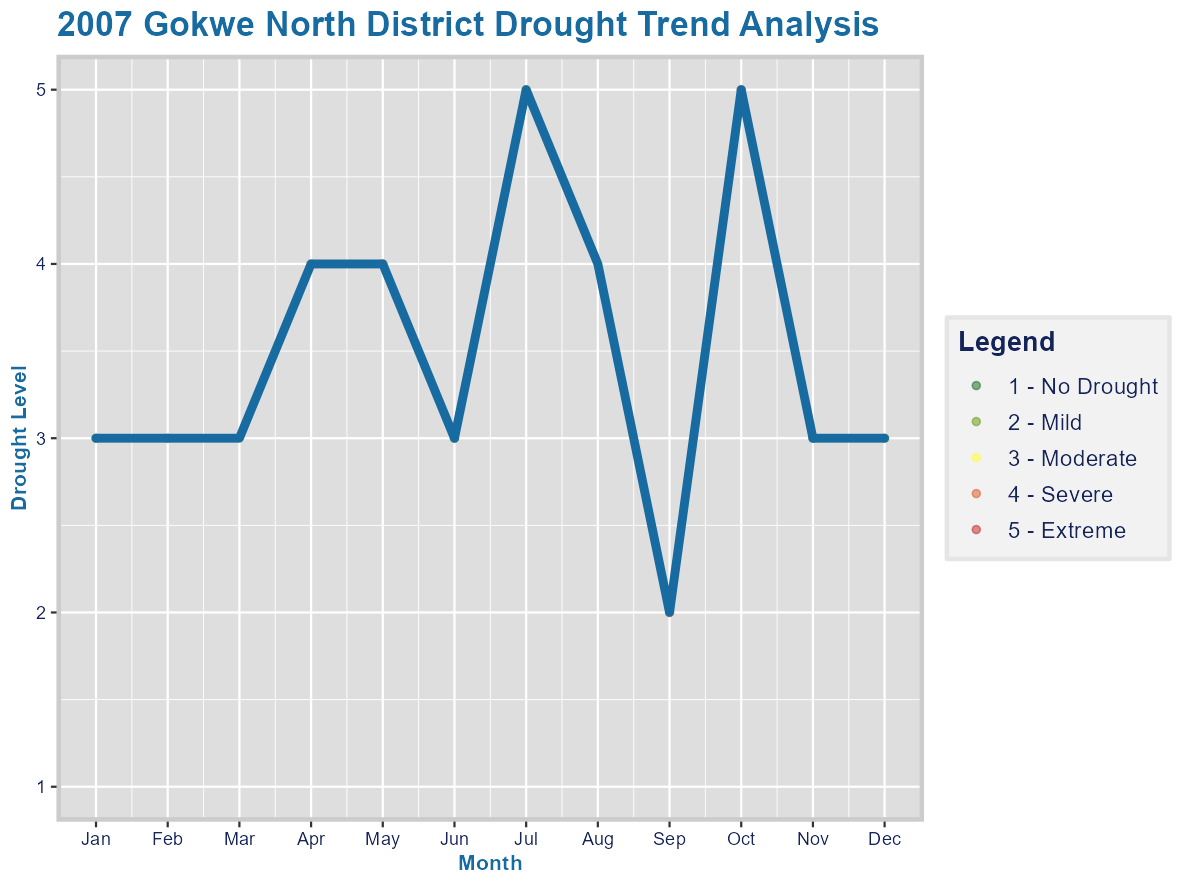 2007 Gokwe North District Drought Trend Analysis
Drought Level
5
4
3
2
1
Jan Feb Mar Apr May Jun Jul Aug Sep Oct Nov Dec
Month
Legend
1 - No Drought
2 - Mild
3 - Moderate
4 - Severe
5 - Extreme